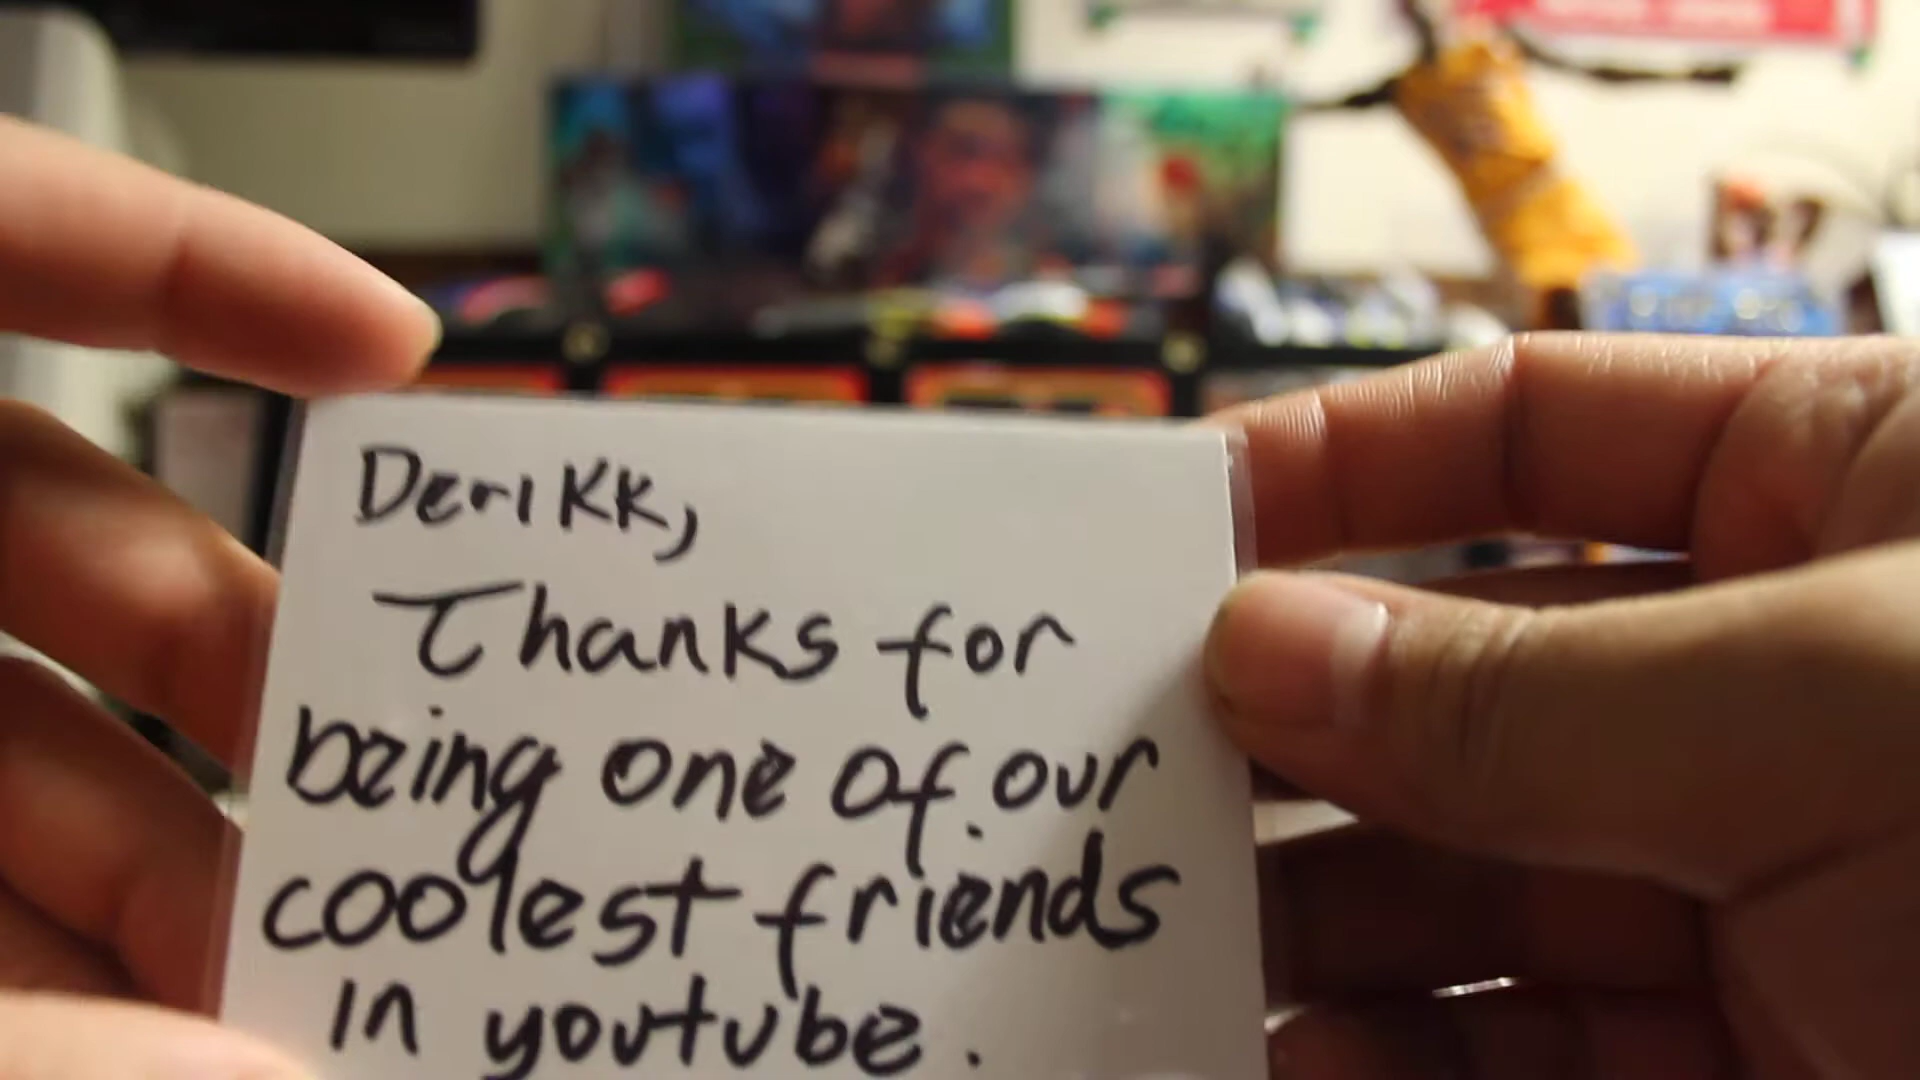 Derikk,
Thanks for
being one of our
coolest friends
in youtube.